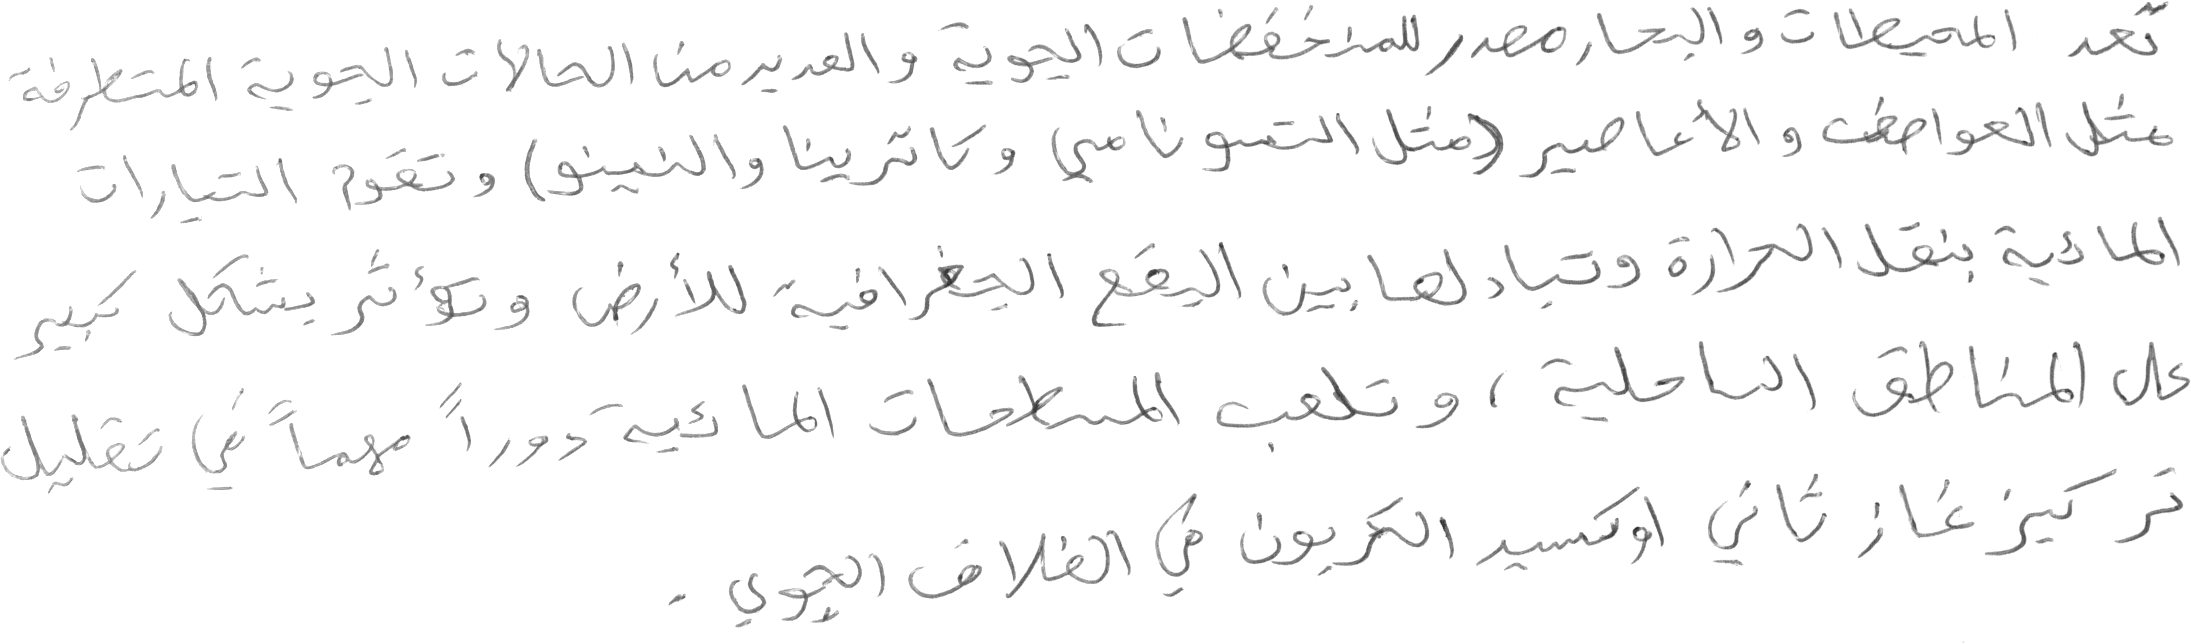 تعد المحيطات والبحار مصدر للمنخفضات الجوية والعديد من الحالات الجوية المتطرفة
مثل العواصف والأعاصير (مثل التسونامي وكاترينا والنينو) وتقوم التيارات
المائية بنقل الحرارة وتبادلها بين البقع الجغرافية للأرض وتؤثر بشكل كبير
على المناطق الساحلية ، وتلعب المسطحات المائية دوراً مهماً في تقليل
تركيز غاز ثاني اوكسيد الكربون في الغلاف الجوي .